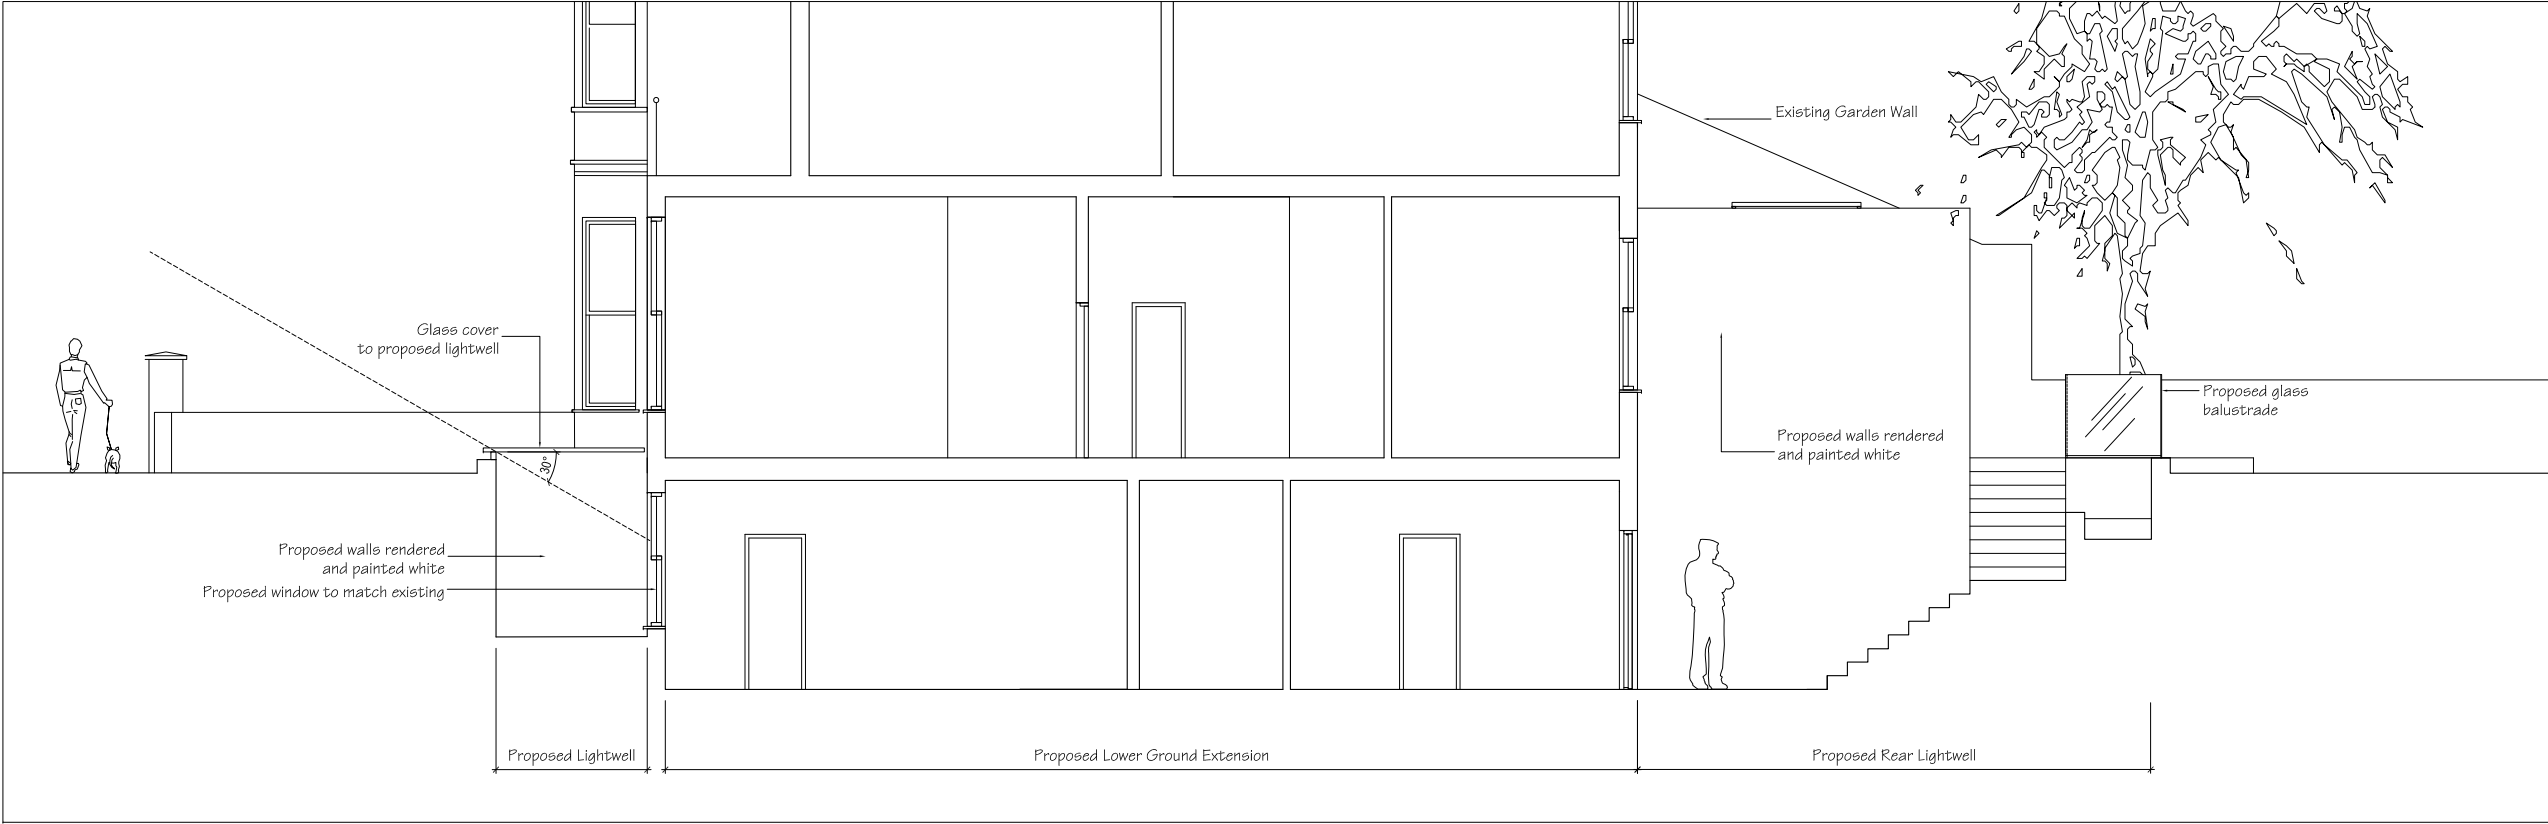 Existing Garden Wall
Glass cover
to proposed lightwell
Proposed glass
balustrade
Proposed walls rendered
and painted white
30°
Proposed walls rendered
and painted white
Proposed window to match existing
Proposed Lightwell
Proposed Lower Ground Extension
Proposed Rear Lightwell